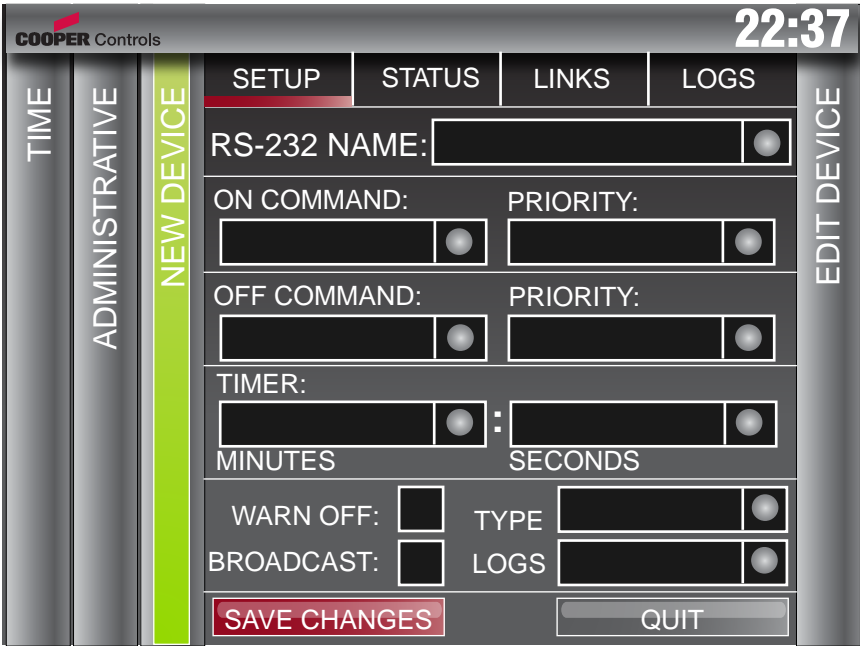 COOPER Controls
22:37
TIME
ADMINISTRATIVE
NEW DEVICE
SETUP STATUS LINKS LOGS
RS-232 NAME:
ON COMMAND: PRIORITY:
OFF COMMAND: PRIORITY:
TIMER:
:
MINUTES SECONDS
WARN OFF: TYPE
BROADCAST: LOGS
SAVE CHANGES QUIT
EDIT DEVICE